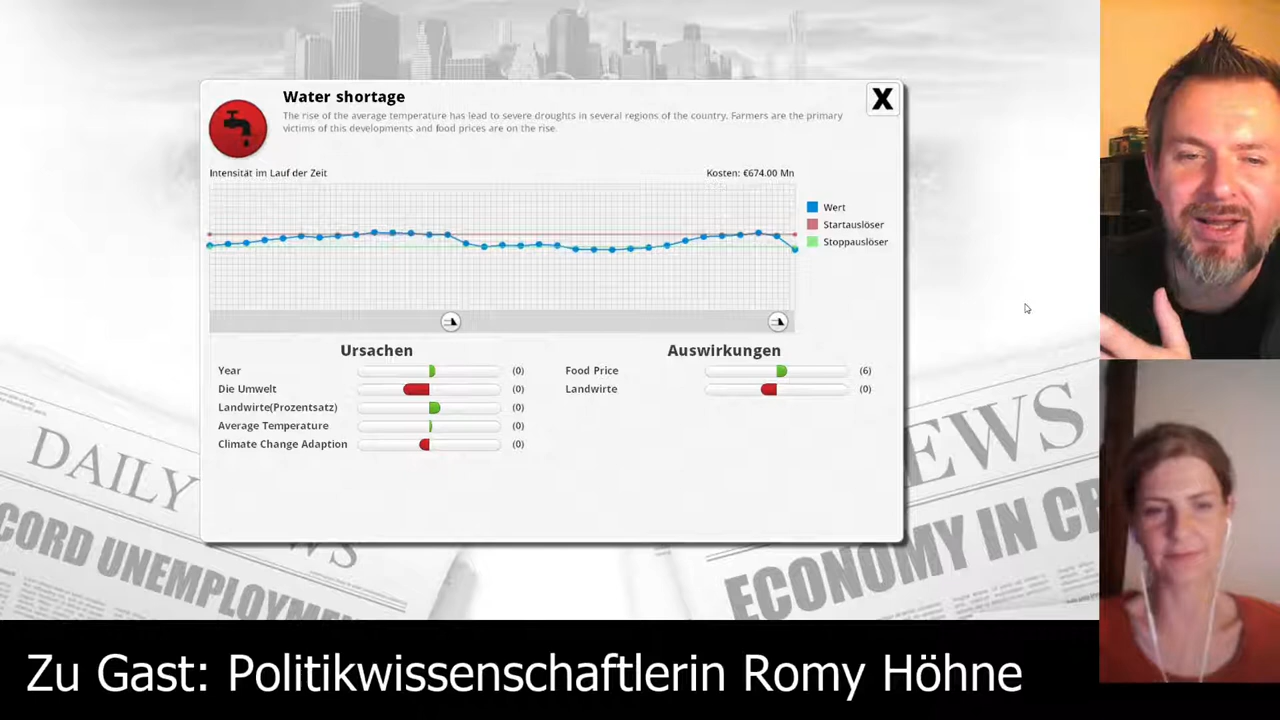 Water shortage
X
The rise of the average temperature has lead to severe droughts in several regions of the country. Farmers are the primary
victims of this developments and food prices are on the rise.
Intensität im Lauf der Zeit
Kosten: €674.00 Mn
Wert
Startauslöser
Stoppauslöser
Ursachen
Year (0)
Die Umwelt (0)
Landwirte(Prozentsatz) (0)
Average Temperature (0)
Climate Change Adaption (0)
Auswirkungen
Food Price (6)
Landwirte (0)
DAILY
NEWS
ECONOMY IN CR
Zu Gast: Politikwissenschaftlerin Romy Höhne